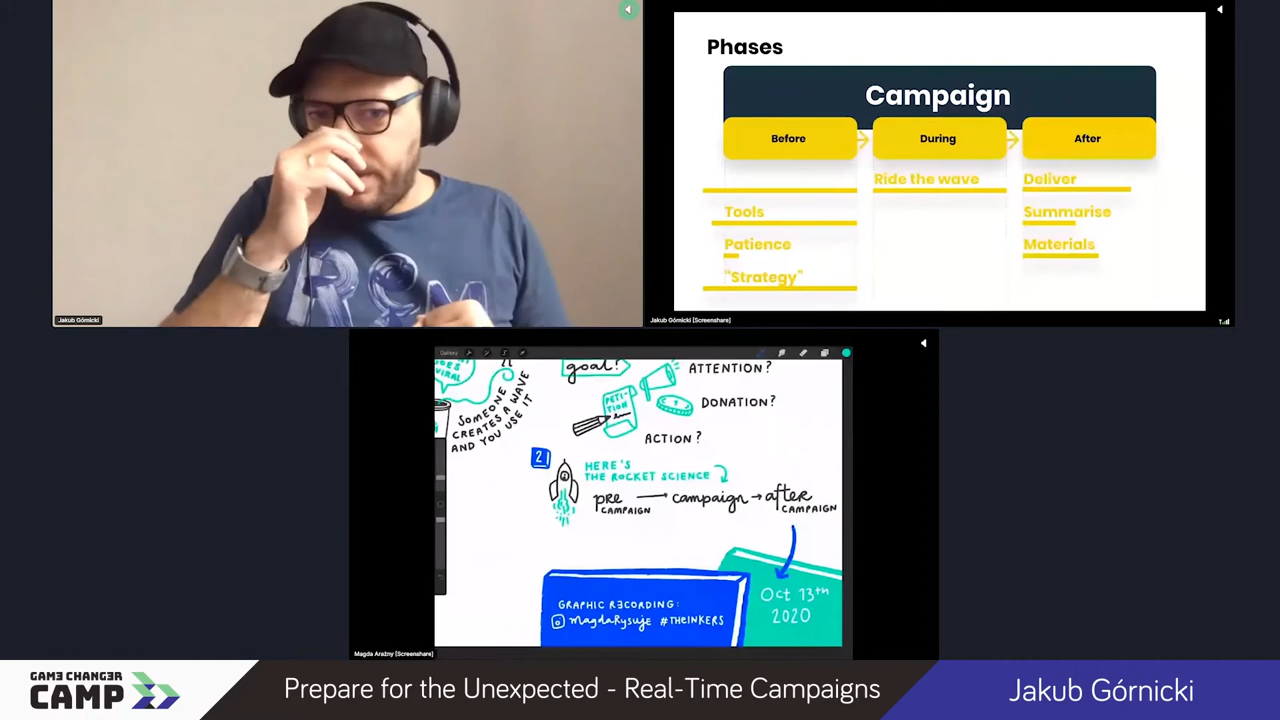 Jakub Górnicki
Phases
Campaign
Before
During
After
Ride the wave
Deliver
Tools
Summarise
Patience
Materials
"Strategy"
Jakub Górnicki [Screenshare]
Gallery
GOES
VIRAL
SOMEONE
CREATES A WAVE
AND YOU USE IT
goal?
PETI-
TION
ATTENTION?
DONATION?
ACTION?
2
HERE'S
THE ROCKET SCIENCE
pre campaign after
CAMPAIGN CAMPAIGN
GRAPHIC RECORDING:
MagdaRysuje #THEINKERS
Oct 13th
2020
Magda Arażny [Screenshare]
GAME CHANGER
CAMP
Prepare for the Unexpected - Real-Time Campaigns
Jakub Górnicki